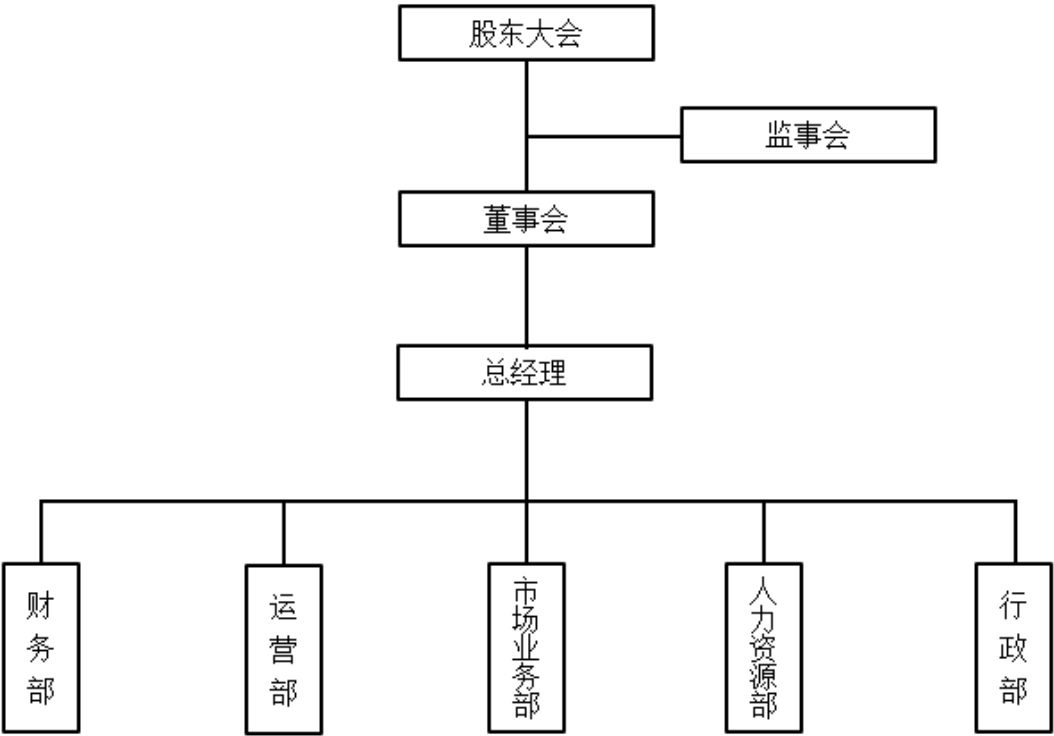 股东大会
监事会
董事会
总经理
财务部
运营部
市场业务部
人力资源部
行政部